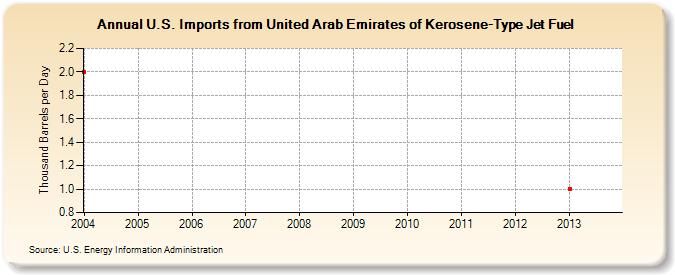 Annual U.S. Imports from United Arab Emirates of Kerosene-Type Jet Fuel
Thousand Barrels per Day
2.2
2.0
1.8
1.6
1.4
1.2
1.0
0.8
2004 2005 2006 2007 2008 2009 2010 2011 2012 2013
Source: U.S. Energy Information Administration